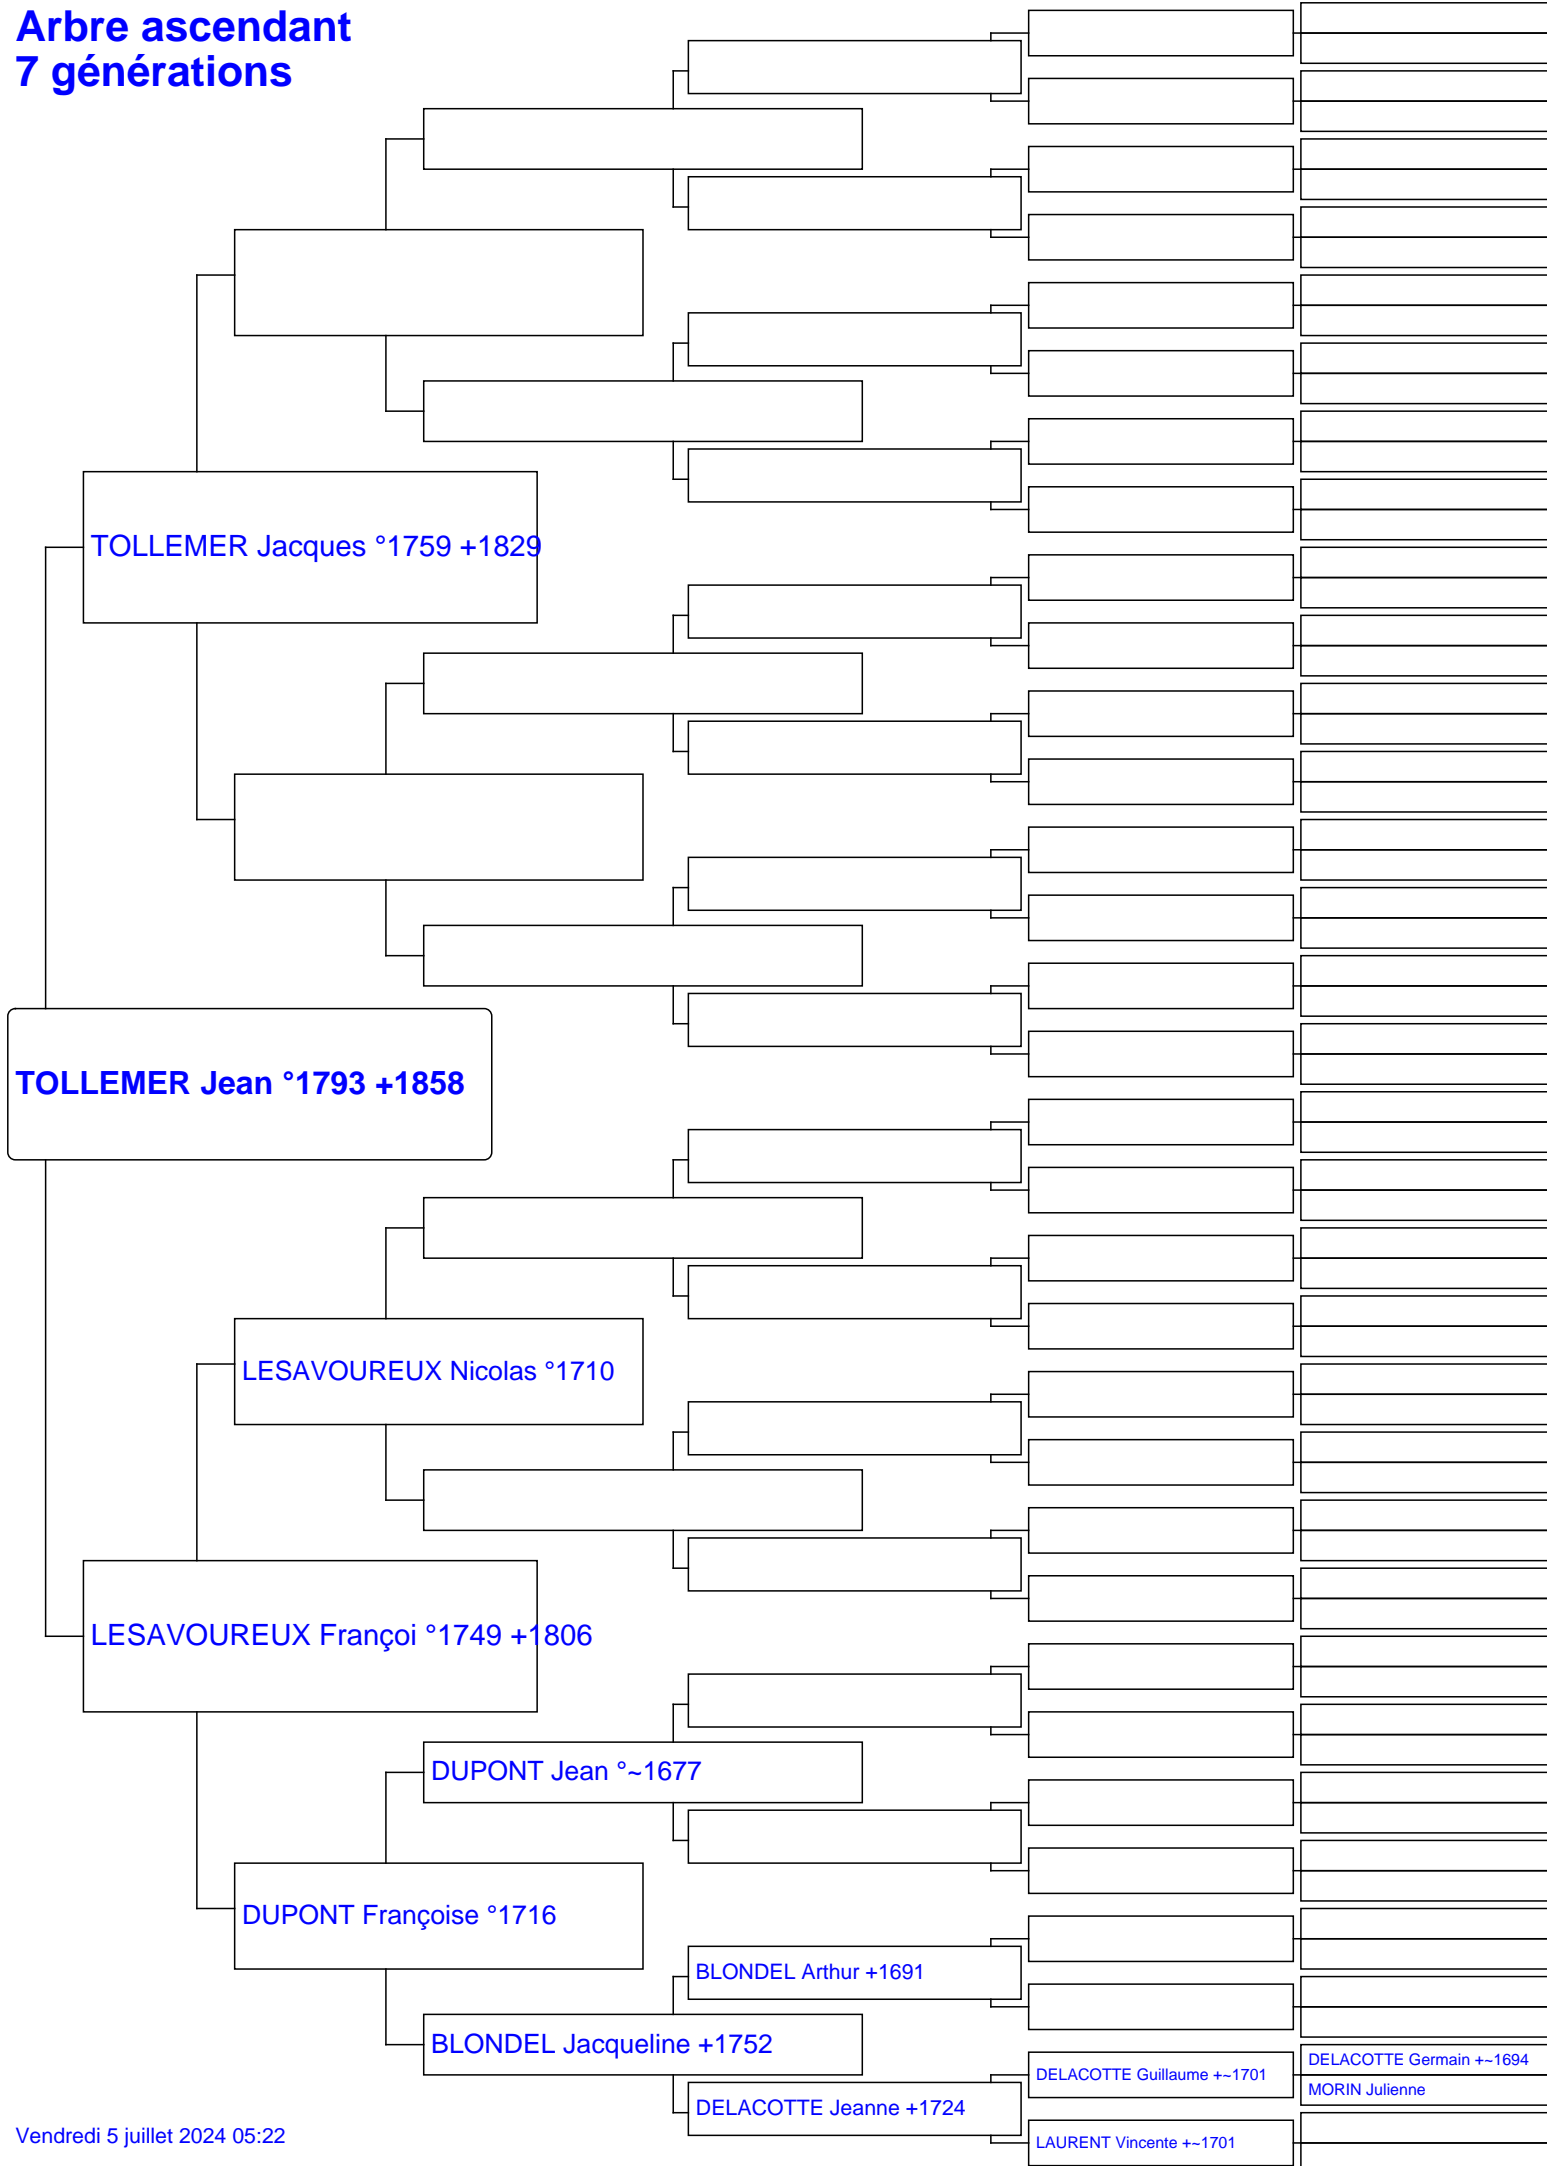 Arbre ascendant
7 générations
TOLLEMER Jacques °1759 +1829
TOLLEMER Jean °1793 +1858
LESAVOUREUX Nicolas °1710
LESAVOUREUX Françoi °1749 +1806
DUPONT Jean °~1677
DUPONT Françoise °1716
BLONDEL Arthur +1691
BLONDEL Jacqueline +1752
DELACOTTE Germain +~1694
DELACOTTE Guillaume +~1701
MORIN Julienne
DELACOTTE Jeanne +1724
LAURENT Vincente +~1701
Vendredi 5 juillet 2024 05:22